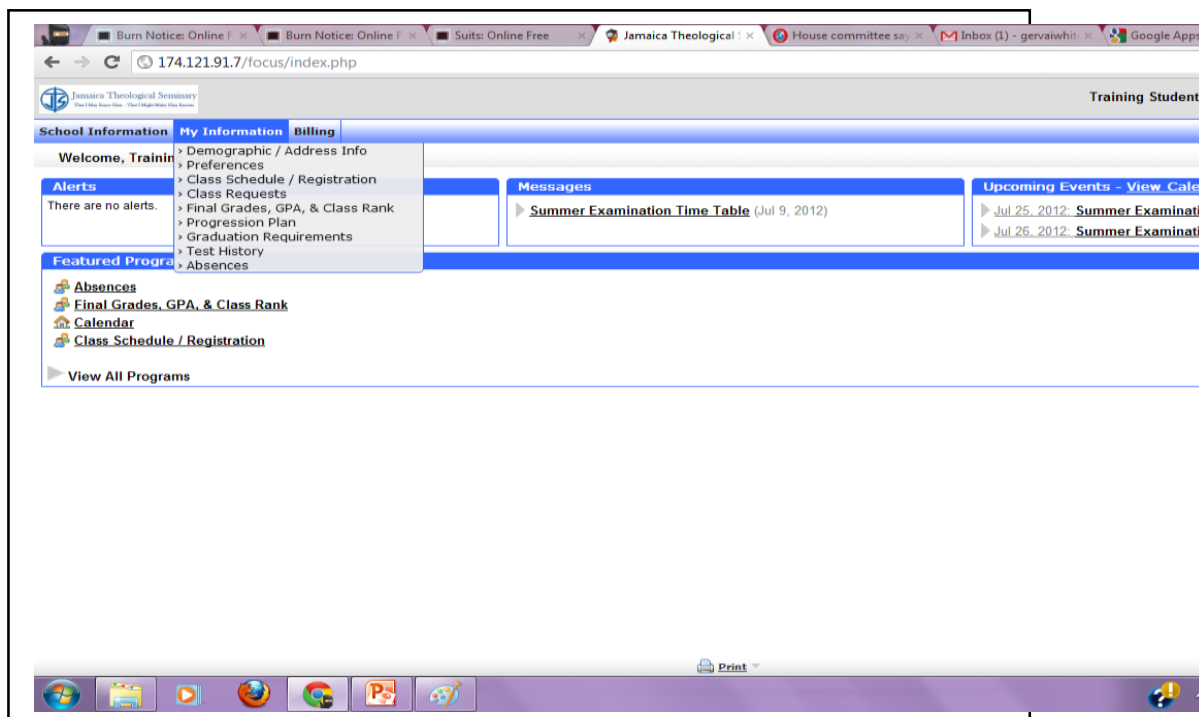 Burn Notice: Online F
Burn Notice: Online F
Suits: Online Free
Jamaica Theological S
House committee say
Inbox (1) - gervaiwhit
Google Apps
174.121.91.7/focus/index.php
Jamaica Theological Seminary
Training Student
School Information My Information Billing
Welcome, Trainin
› Demographic / Address Info
› Preferences
› Class Schedule / Registration
› Class Requests
› Final Grades, GPA, & Class Rank
› Progression Plan
› Graduation Requirements
› Test History
› Absences
Alerts
There are no alerts.
Messages
Summer Examination Time Table (Jul 9, 2012)
Upcoming Events - View Cale
Jul 25, 2012: Summer Examinati
Jul 26, 2012: Summer Examinati
Featured Progra
Absences
Final Grades, GPA, & Class Rank
Calendar
Class Schedule / Registration
View All Programs
Print